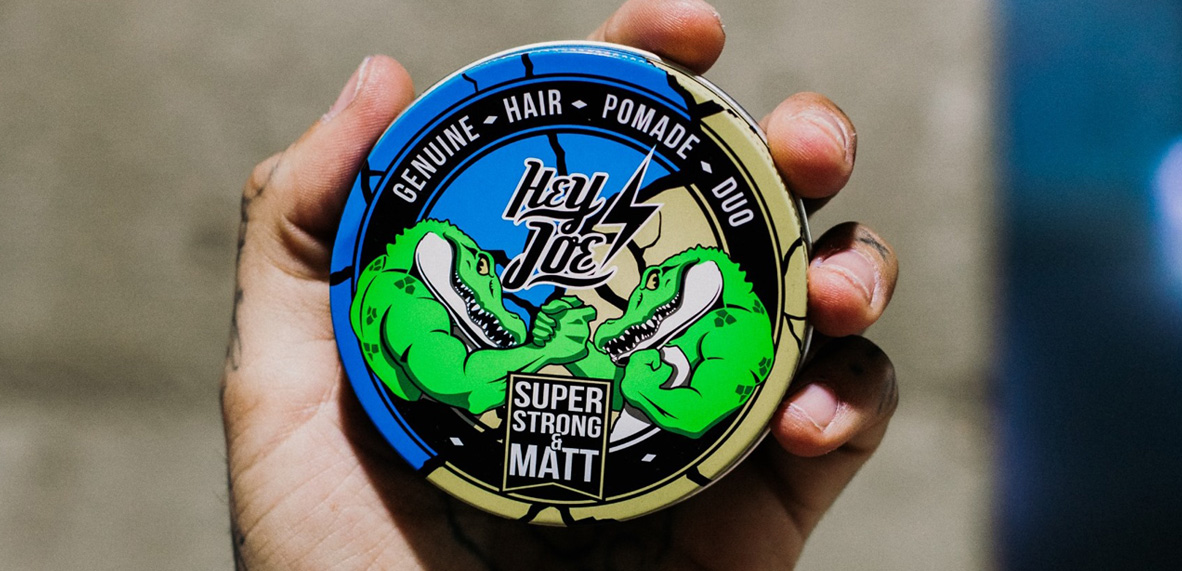 GENUINE ◆ HAIR ◆ POMADE ◆ DUO
HEY
JOE
SUPER
STRONG
&
MATT